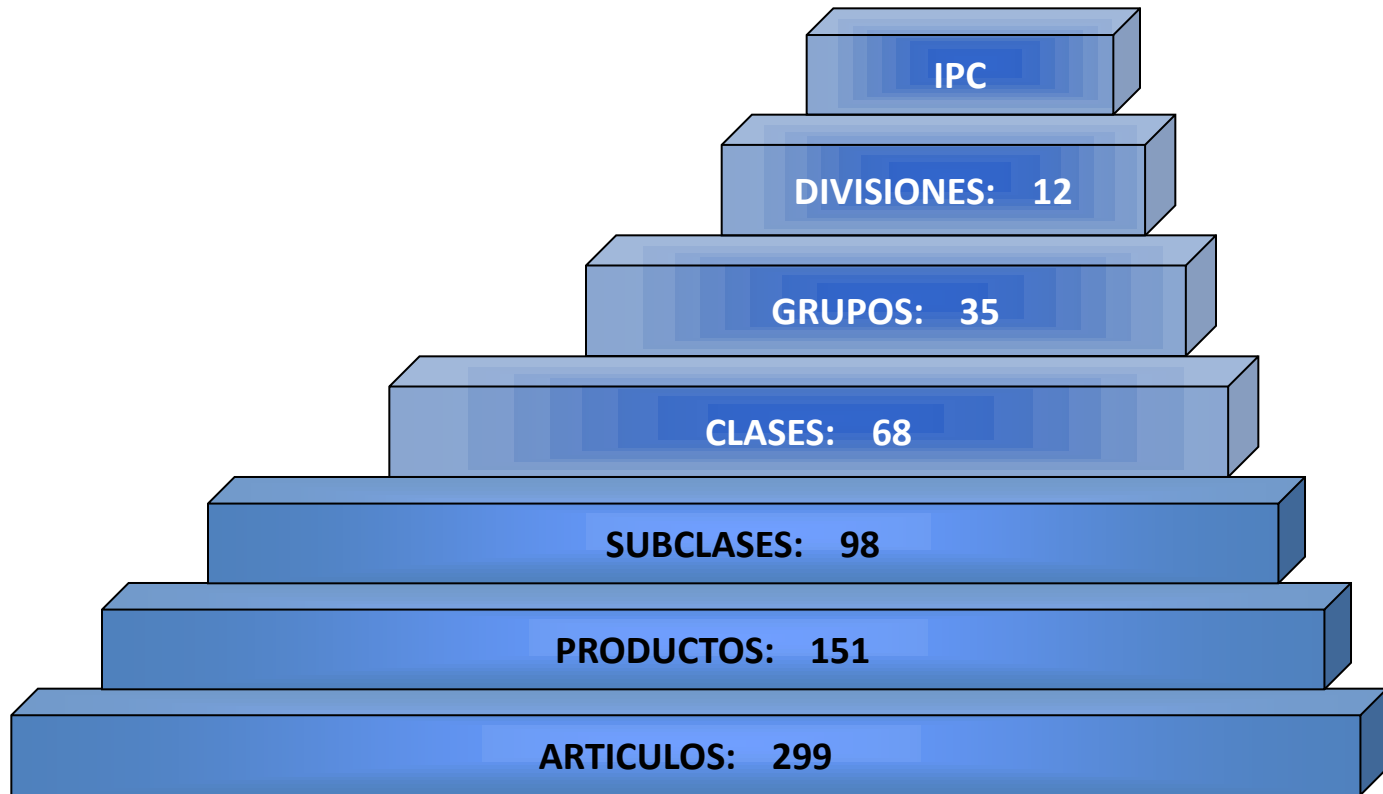 IPC
DIVISIONES: 12
GRUPOS: 35
CLASES: 68
SUBCLASES: 98
PRODUCTOS: 151
ARTICULOS: 299